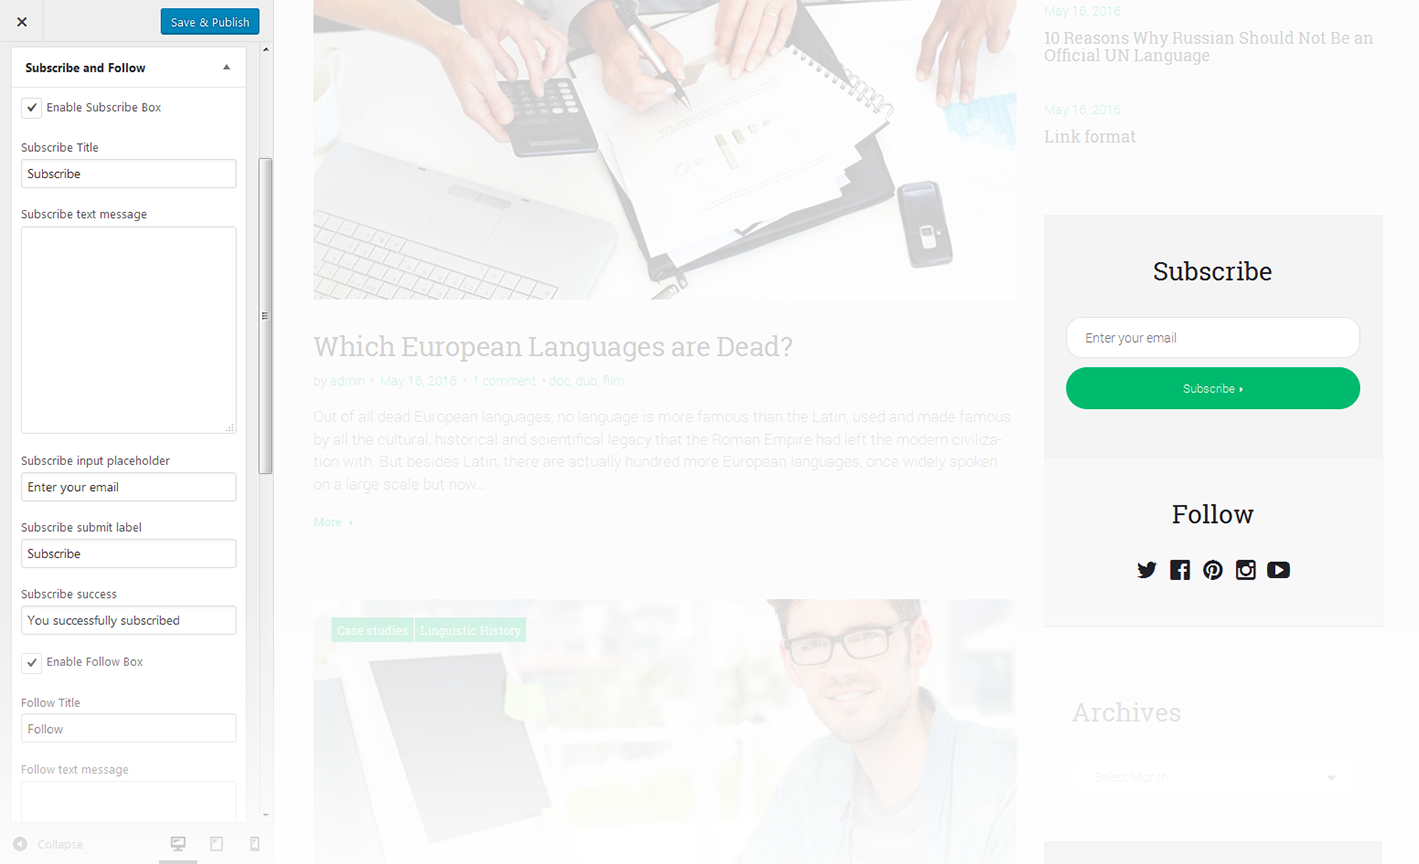 Save & Publish
Subscribe and Follow
Enable Subscribe Box
Subscribe Title
Subscribe
Subscribe text message
Subscribe input placeholder
Enter your email
Subscribe submit label
Subscribe
Subscribe success
You successfully subscribed
Enable Follow Box
Follow Title
Follow
Follow text message
Collapse
Which European Languages are Dead?
by admin • May 16, 2016 • 1 comment • doc, dub, film
Out of all dead European languages, no language is more famous than the Latin, used and made famous
by all the cultural, historical and scientifical legacy that the Roman Empire had left the modern civiliza-
tion with. But besides Latin, there are actually hundred more European languages, once widely spoken
on a large scale but now...
More
Case studies
Linguistic History
May 16, 2016
10 Reasons Why Russian Should Not Be an
Official UN Language
May 16, 2016
Link format
Subscribe
Enter your email
Subscribe
Follow
Archives
Select Month